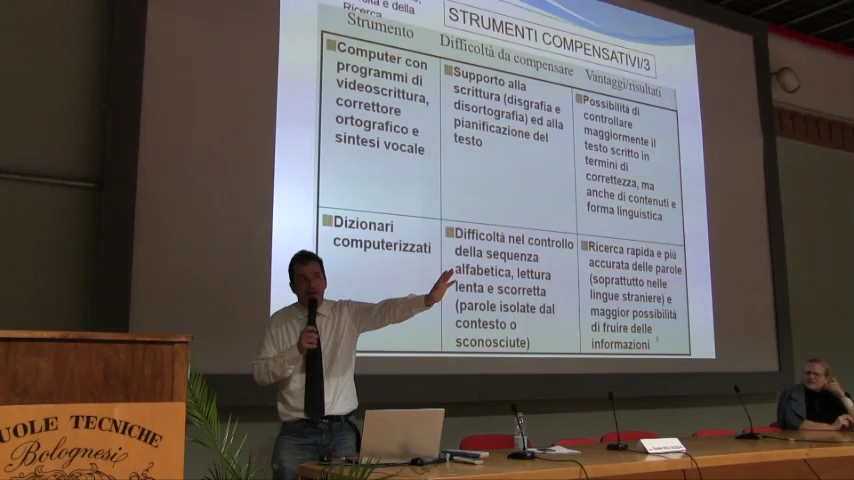 ità e della
Ricerca
STRUMENTI COMPENSATIVI/3
Strumento
Difficoltà da compensare
Vantaggi/risultati
Computer con
programmi di
videoscrittura,
correttore
ortografico e
sintesi vocale
Supporto alla
scrittura (disgrafia e
disortografia) ed alla
pianificazione del
testo
Possibilità di
controllare
maggiormente il
testo scritto in
termini di
correttezza, ma
anche di contenuti e
forma linguistica
Dizionari
computerizzati
Difficoltà nel controllo
della sequenza
alfabetica, lettura
lenta e scorretta
(parole isolate dal
contesto o
sconosciute)
Ricerca rapida e più
accurata delle parole
(soprattutto nelle
lingue straniere) e
maggior possibilità
di fruire delle
informazioni
UOLE TECNICHE
Bolognesi